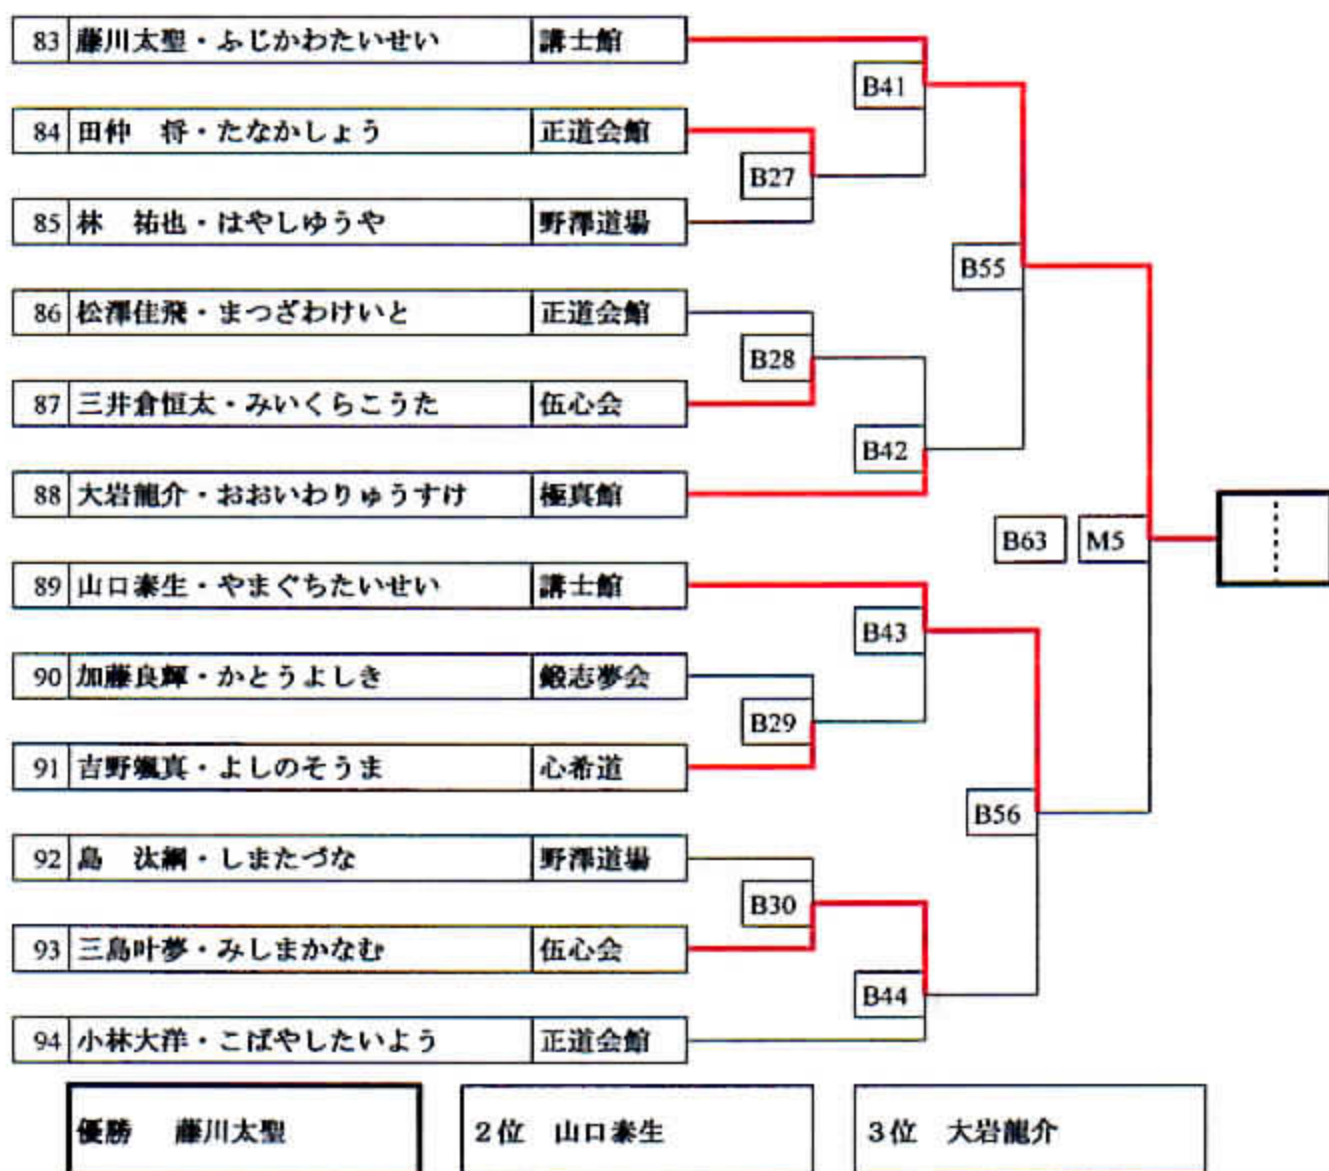 83 藤川太聖・ふじかわたいせい 講士館
B41
84 田仲 将・たなかしょう 正道会館
B27
85 林 祐也・はやしゆうや 野澤道場
B55
86 松澤佳飛・まつざわけいと 正道会館
B28
87 三井倉恒太・みいくらこうた 伍心会
B42
88 大岩龍介・おおいわりゅうすけ 極真館
B63 M5
89 山口泰生・やまぐちたいせい 講士館
B43
90 加藤良輝・かとうよしき 鍛志夢会
B29
91 吉野颯真・よしのそうま 心希道
B56
92 島 汰綱・しまたづな 野澤道場
B30
93 三島叶夢・みしまかなむ 伍心会
B44
94 小林大洋・こばやしたいよう 正道会館
優勝 藤川太聖 2位 山口泰生 3位 大岩龍介